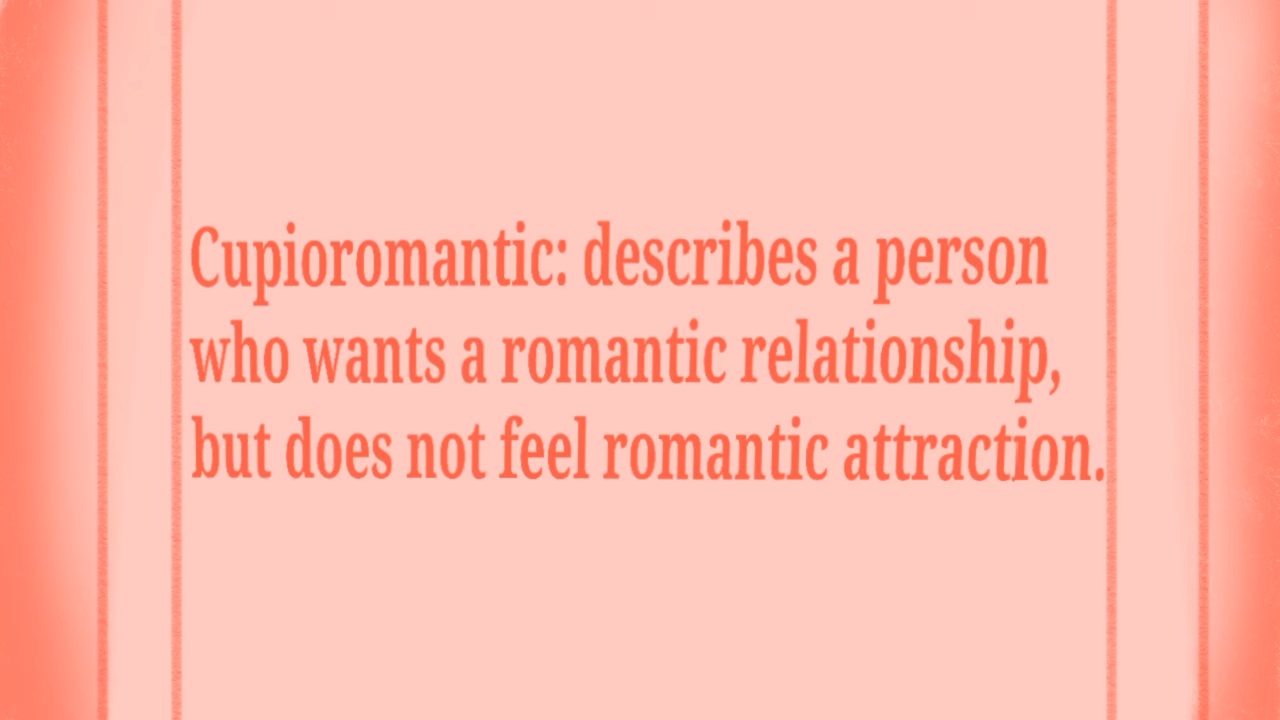 Cupioromantic: describes a person
who wants a romantic relationship,
but does not feel romantic attraction.